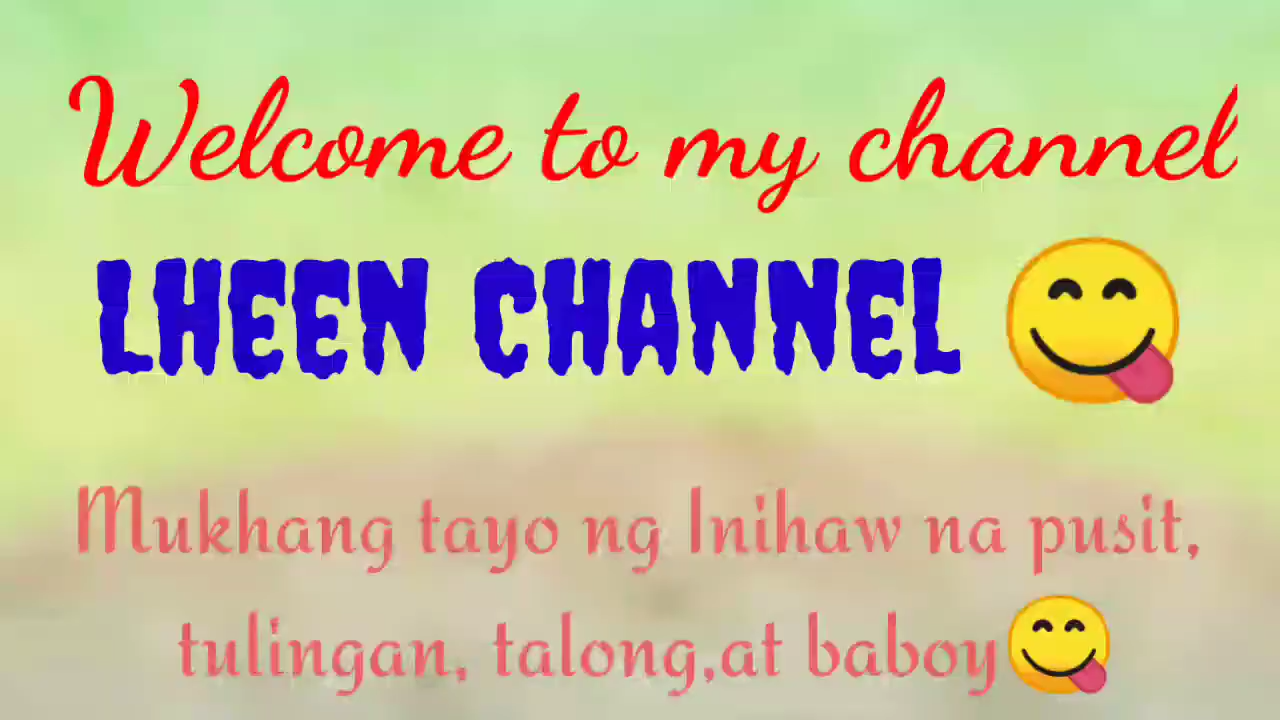 Welcome to my channel
LHEEN CHANNEL 😋
Mukhang tayo ng Inihaw na pusit,
tulingan, talong,at baboy😋